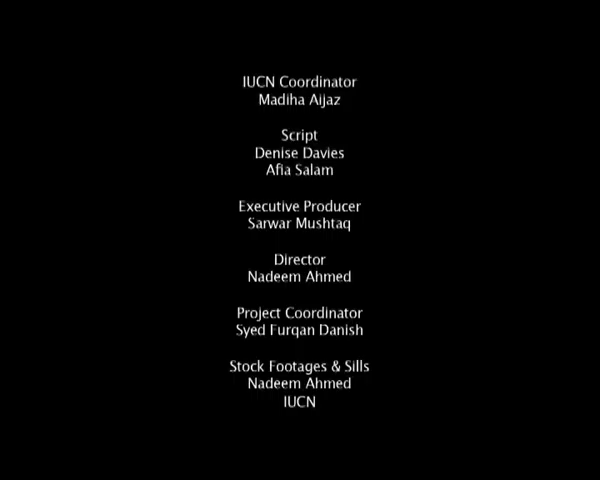 IUCN Coordinator
Madiha Aijaz
Script
Denise Davies
Afia Salam
Executive Producer
Sarwar Mushtaq
Director
Nadeem Ahmed
Project Coordinator
Syed Furqan Danish
Stock Footages & Sills
Nadeem Ahmed
IUCN